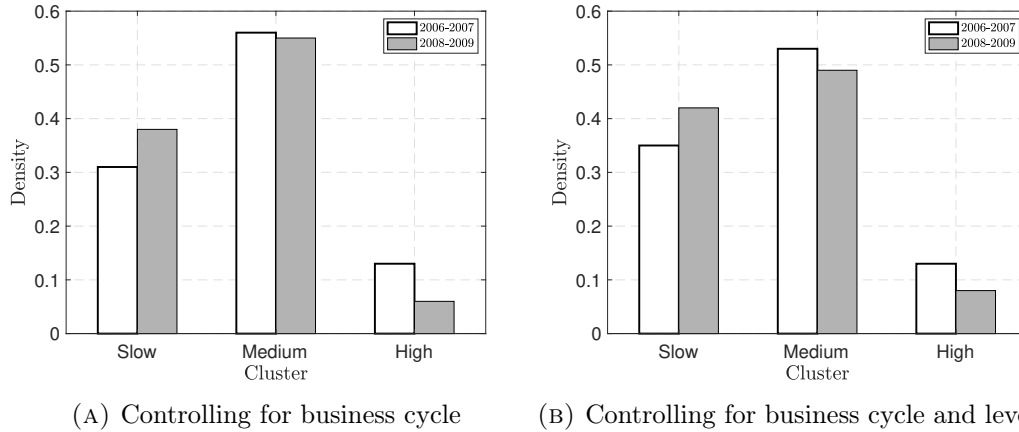 0.6
0.5
0.4
0.3
0.2
0.1
0
Density
2006-2007
2008-2009
Slow Medium High
Cluster
(A) Controlling for business cycle
0.6
0.5
0.4
0.3
0.2
0.1
0
Density
2006-2007
2008-2009
Slow Medium High
Cluster
(B) Controlling for business cycle and leve